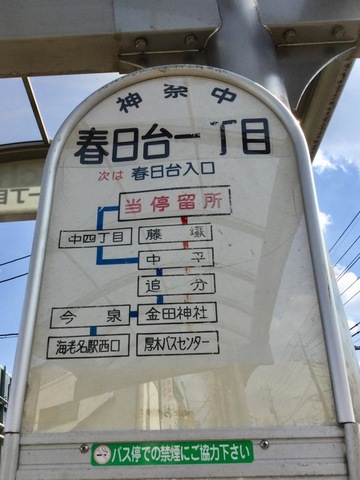 神奈中
春日台一丁目
次は 春日台入口
当停留所
中四丁目 藤塚
中平
追分
今泉 金田神社
海老名駅西口 厚木バスセンター
バス停での禁煙にご協力下さい